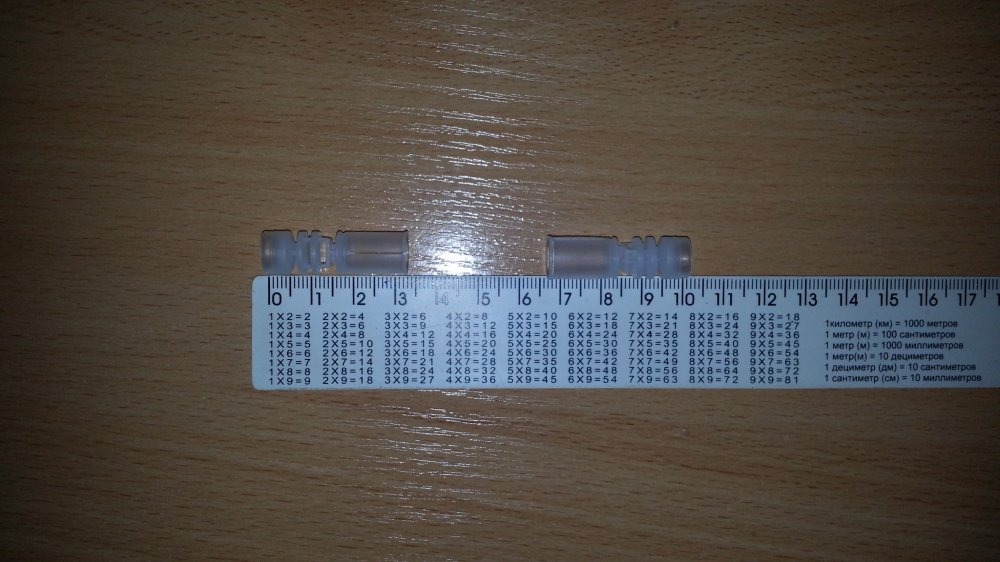 0 1 2 3 4 5 6 7 8 9 10 11 12 13 14 15 16 17
1X2=2 2X2=4 3X2=6 4X2=8 5X2=10 6X2=12 7X2=14 8X2=16 9X2=18
1X3=3 2X3=6 3X3=9 4X3=12 5X3=15 6X3=18 7X3=21 8X3=24 9X3=27
1X4=4 2X4=8 3X4=12 4X4=16 5X4=20 6X4=24 7X4=28 8X4=32 9X4=36
1X5=5 2X5=10 3X5=15 4X5=20 5X5=25 6X5=30 7X5=35 8X5=40 9X5=45
1X6=6 2X6=12 3X6=18 4X6=24 5X6=30 6X6=36 7X6=42 8X6=48 9X6=54
1X7=7 2X7=14 3X7=21 4X7=28 5X7=35 6X7=42 7X7=49 8X7=56 9X7=63
1X8=8 2X8=16 3X8=24 4X8=32 5X8=40 6X8=48 7X8=56 8X8=64 9X8=72
1X9=9 2X9=18 3X9=27 4X9=36 5X9=45 6X9=54 7X9=63 8X9=72 9X9=81
1километр (км) = 1000 метров
1 метр (м) = 100 сантиметров
1 метр (м) = 1000 миллиметров
1 метр(м) = 10 дециметров
1 дециметр (дм) = 10 сантиметров
1 сантиметр (см) = 10 миллиметров